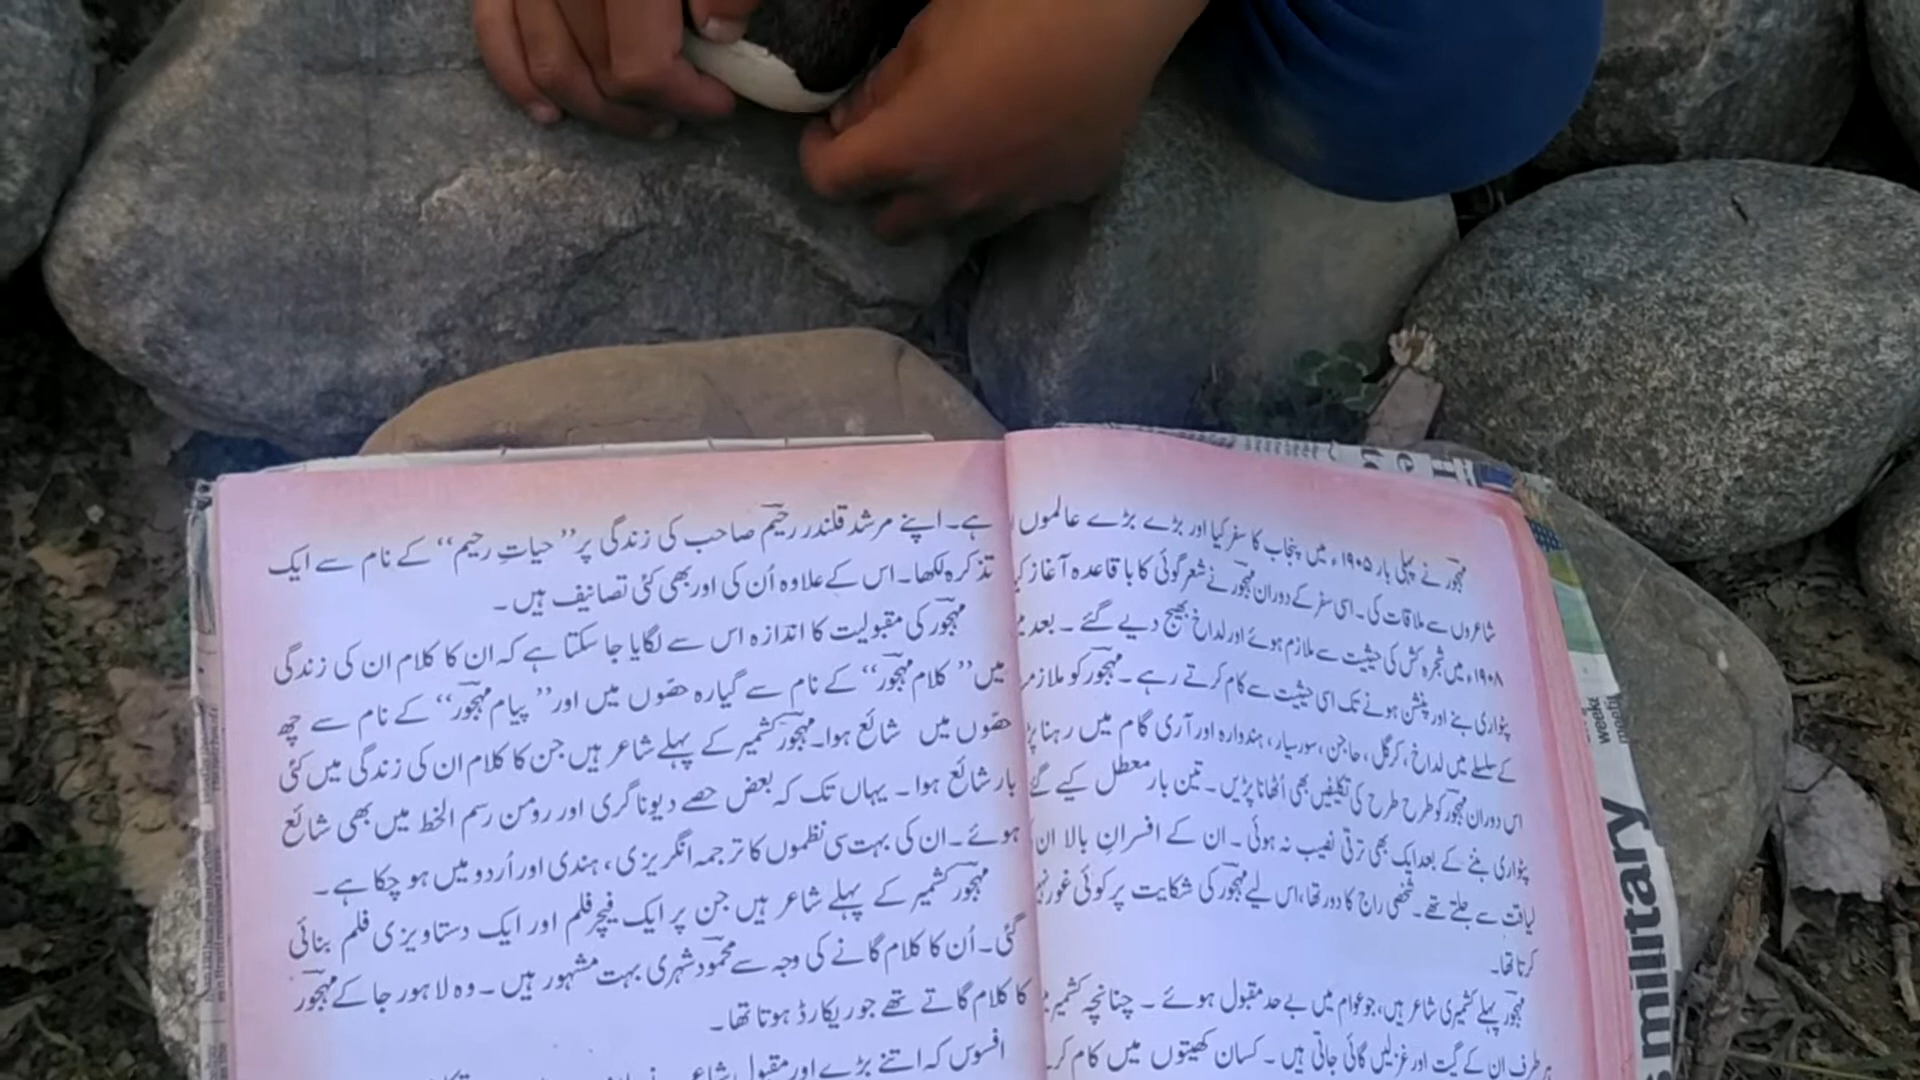 مہجورؔ نے پہلی بار ۱۹۰۵ء میں پنجاب کا سفر کیا اور بڑے بڑے عالموں
شاعروں سے ملاقات کی۔ اسی سفر کے دوران مہجورؔ نے شعر گوئی کا باقاعدہ آغاز
۱۹۰۸ء میں شجرہ کش کی حیثیت سے ملازم ہوئے اور لداخ بھیج دیے گئے ۔ بعد
پٹواری بنے اور پنشن ہونے تک اسی حیثیت سے کام کرتے رہے ۔ مہجورؔ کو
کے سلسلے میں لداخ، کرگل، حاجن، سورسیار، ہندوارہ اور آری گام میں رہنا
اس دوران مہجورؔ کو طرح طرح کی تکلیفیں بھی اُٹھانا پڑیں۔ تین بار معطل کیے
پٹواری بننے کے بعد ایک بھی ترقی نصیب نہ ہوئی ۔ ان کے افسرانِ بالا ان
لیاقت سے جلتے تھے۔ شخصی راج کا دور تھا، اس لیے مہجورؔ کی شکایت پر کوئی غور
کرتا تھا۔
مہجورؔ پہلے کشمیری شاعر ہیں، جو عوام میں بے حد مقبول ہوئے ۔ چنانچہ کشمیر
ہر طرف ان کے گیت اور غزلیں گائی جاتی ہیں ۔ کسان کھیتوں میں کام
ہے۔ اپنے مرشد قلندر رحیمؔ صاحب کی زندگی پر ’’حیاتِ رحیم‘‘ کے نام سے ایک
تذکرہ لکھا۔ اس کے علاوہ اُن کی اور بھی کئی تصانیف ہیں ۔
مہجورؔ کی مقبولیت کا اندازہ اس سے لگایا جا سکتا ہے کہ ان کا کلام ان کی زندگی
میں ’’کلام مہجورؔ‘‘ کے نام سے گیارہ حصّوں میں اور ’’پیام مہجورؔ‘‘ کے نام سے چھ
حصّوں میں شائع ہوا۔ مہجورؔ کشمیر کے پہلے شاعر ہیں جن کا کلام ان کی زندگی میں کئی
بار شائع ہوا ۔ یہاں تک کہ بعض حصے دیوناگری اور رومن رسم الخط میں بھی شائع
ہوئے۔ ان کی بہت سی نظموں کا ترجمہ انگریزی، ہندی اور اُردو میں ہو چکا ہے ۔
مہجورؔ کشمیر کے پہلے شاعر ہیں جن پر ایک فیچر فلم اور ایک دستاویزی فلم بنائی
گئی۔ اُن کا کلام گانے کی وجہ سے محمودؔ شہری بہت مشہور ہیں ۔ وہ لاہور جا کے مہجورؔ
کا کلام گاتے تھے جو ریکارڈ ہوتا تھا۔
افسوس کہ اتنے بڑے اور مقبول
military